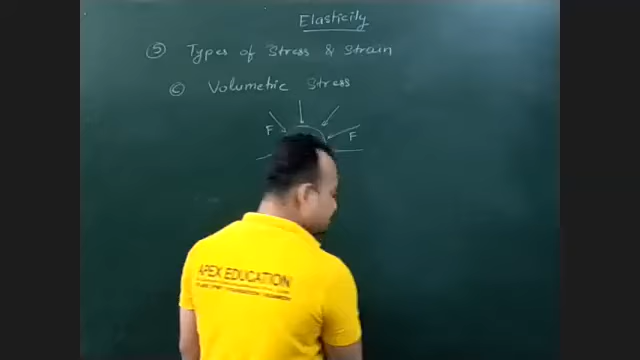 Elasticity
⑤ Types of Stress & Strain
ⓒ Volumetric Stress
F
F
APEX EDUCATION